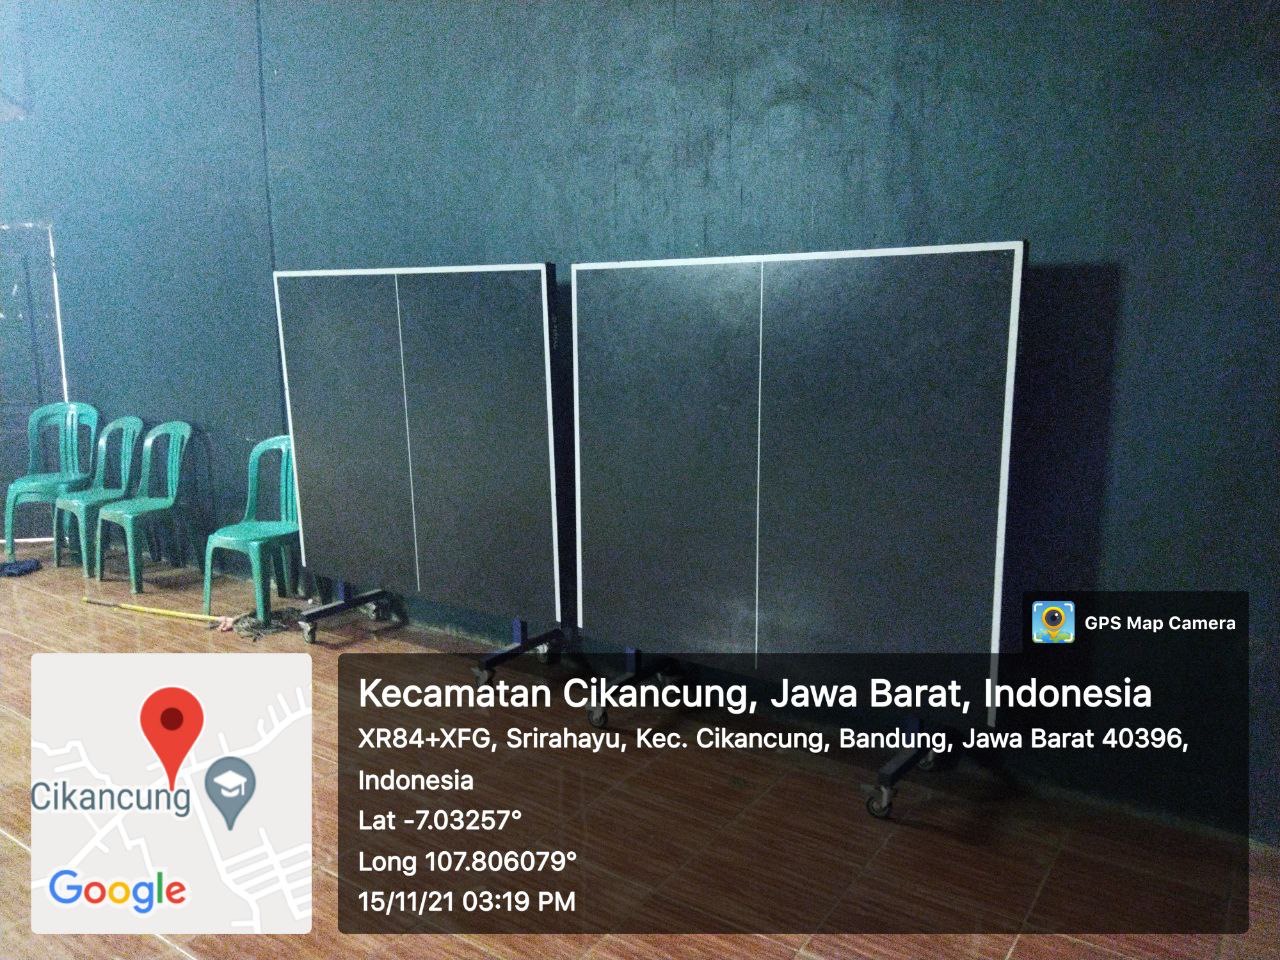 GPS Map Camera
Kecamatan Cikancung, Jawa Barat, Indonesia
XR84+XFG, Srirahayu, Kec. Cikancung, Bandung, Jawa Barat 40396,
Indonesia
Lat -7.03257°
Long 107.806079°
15/11/21 03:19 PM
Cikancung
Google